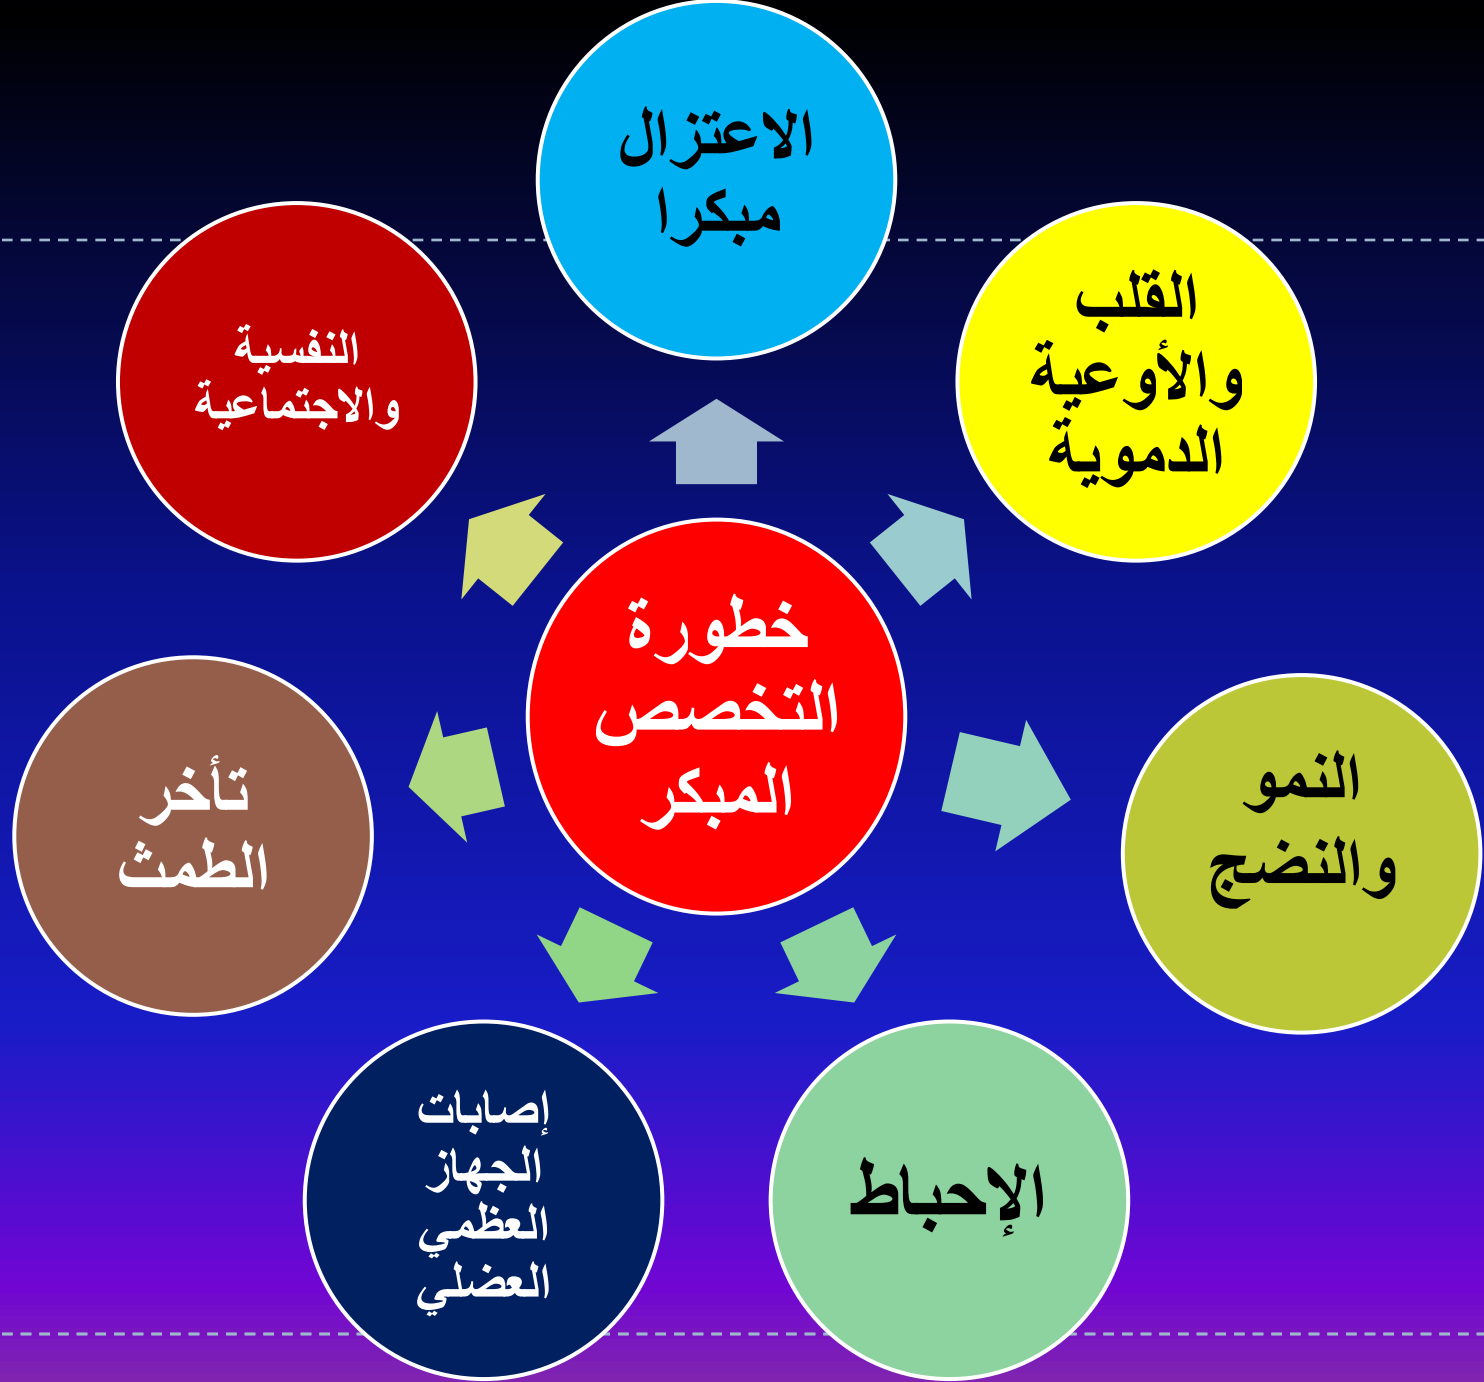 الاعتزال
مبكرا
القلب
والأوعية
الدموية
النمو
والنضج
الإحباط
إصابات
الجهاز
العظمي
العضلي
تأخر
الطمث
النفسية
والاجتماعية
خطورة
التخصص
المبكر